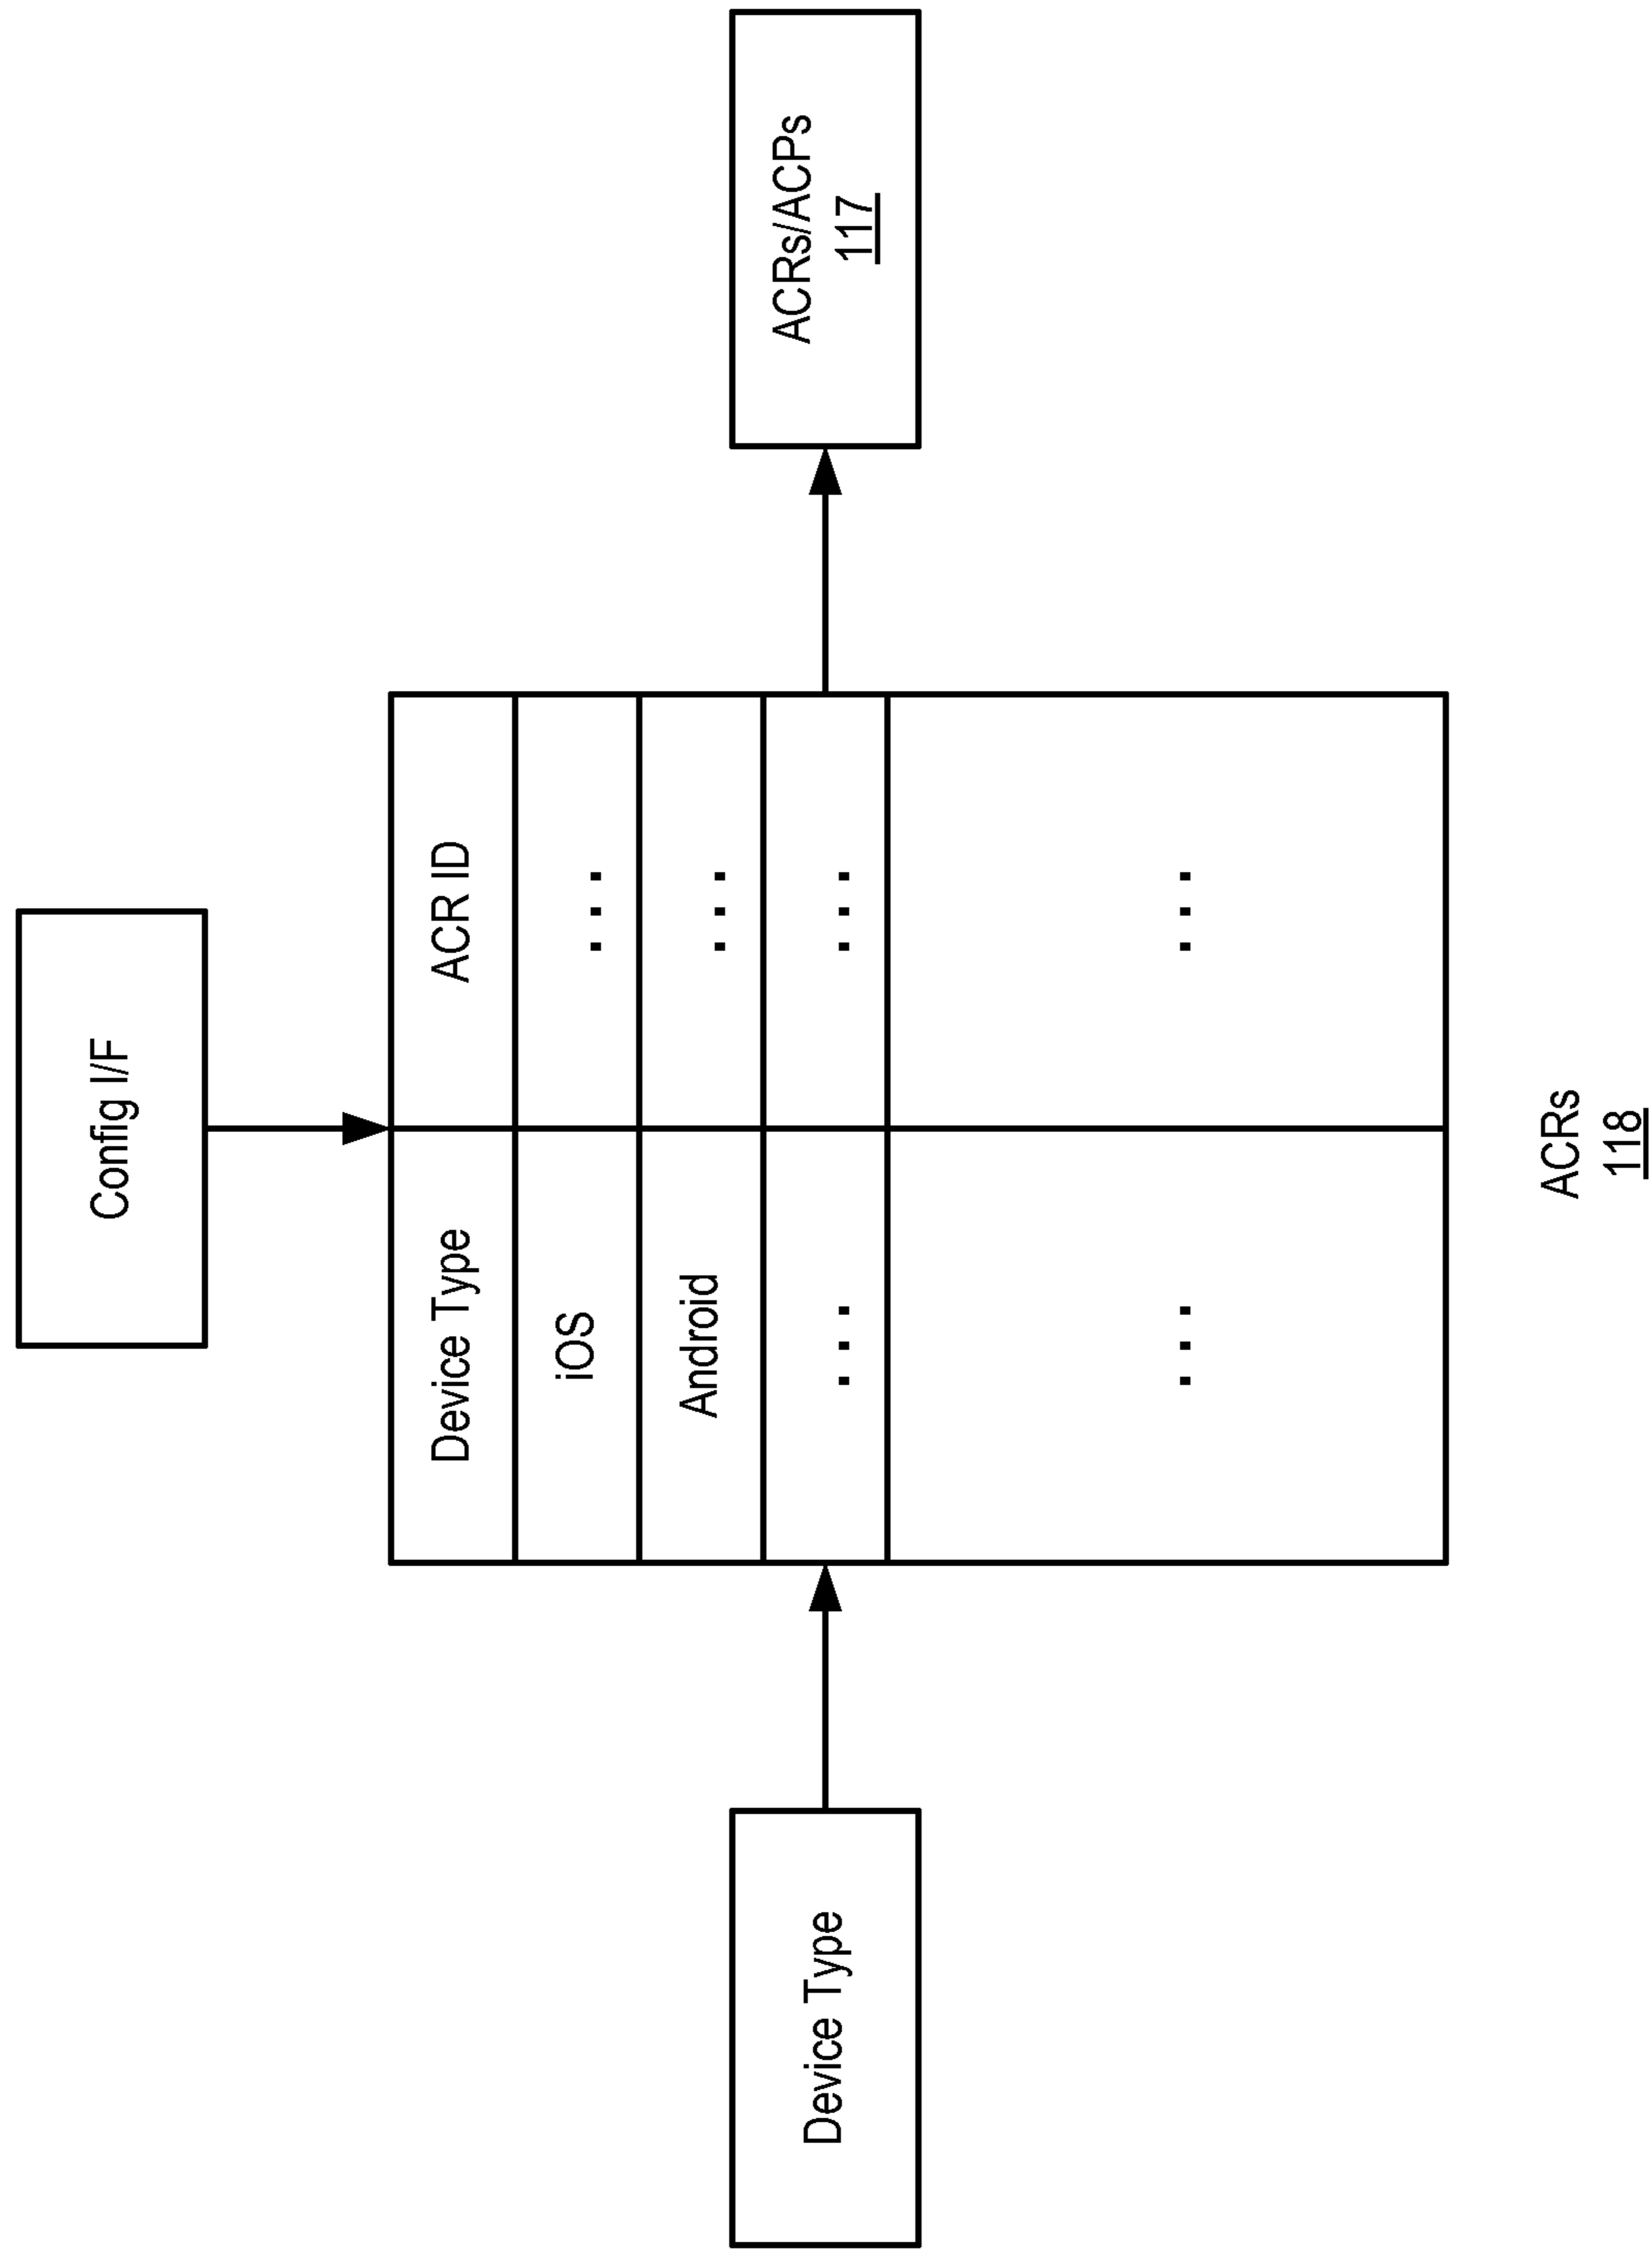 Config I/F
Device Type
Device Type
ACR ID
iOS
. . .
Android
. . .
. . .
. . .
. . .
. . .
ACRs/ACPs
117
ACRs
118